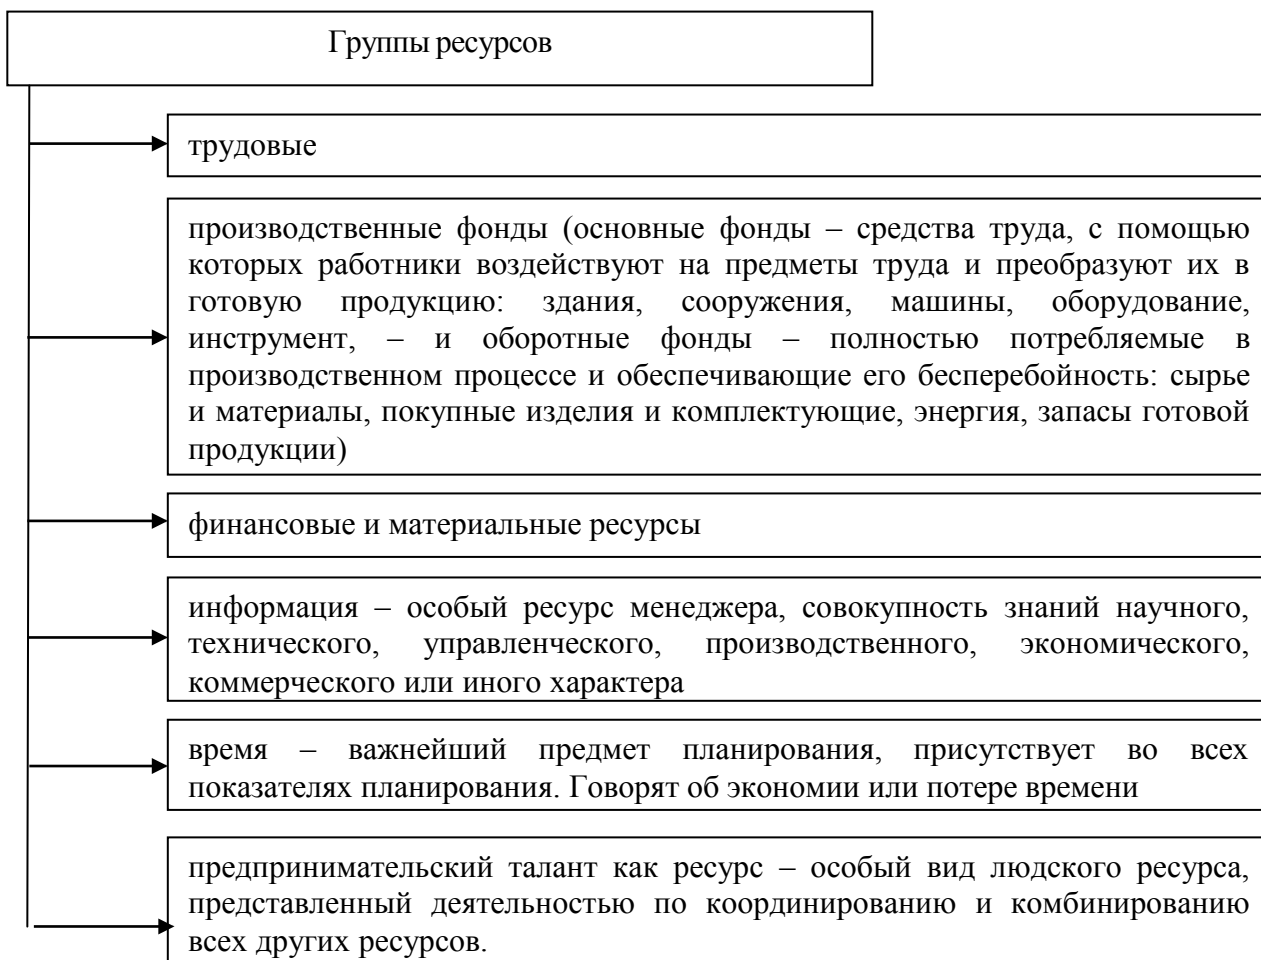 Группы ресурсов
трудовые
производственные фонды (основные фонды – средства труда, с помощью
которых работники воздействуют на предметы труда и преобразуют их в
готовую продукцию: здания, сооружения, машины, оборудование,
инструмент, – и оборотные фонды – полностью потребляемые в
производственном процессе и обеспечивающие его бесперебойность: сырье
и материалы, покупные изделия и комплектующие, энергия, запасы готовой
продукции)
финансовые и материальные ресурсы
информация – особый ресурс менеджера, совокупность знаний научного,
технического, управленческого, производственного, экономического,
коммерческого или иного характера
время – важнейший предмет планирования, присутствует во всех
показателях планирования. Говорят об экономии или потере времени
предпринимательский талант как ресурс – особый вид людского ресурса,
представленный деятельностью по координированию и комбинированию
всех других ресурсов.